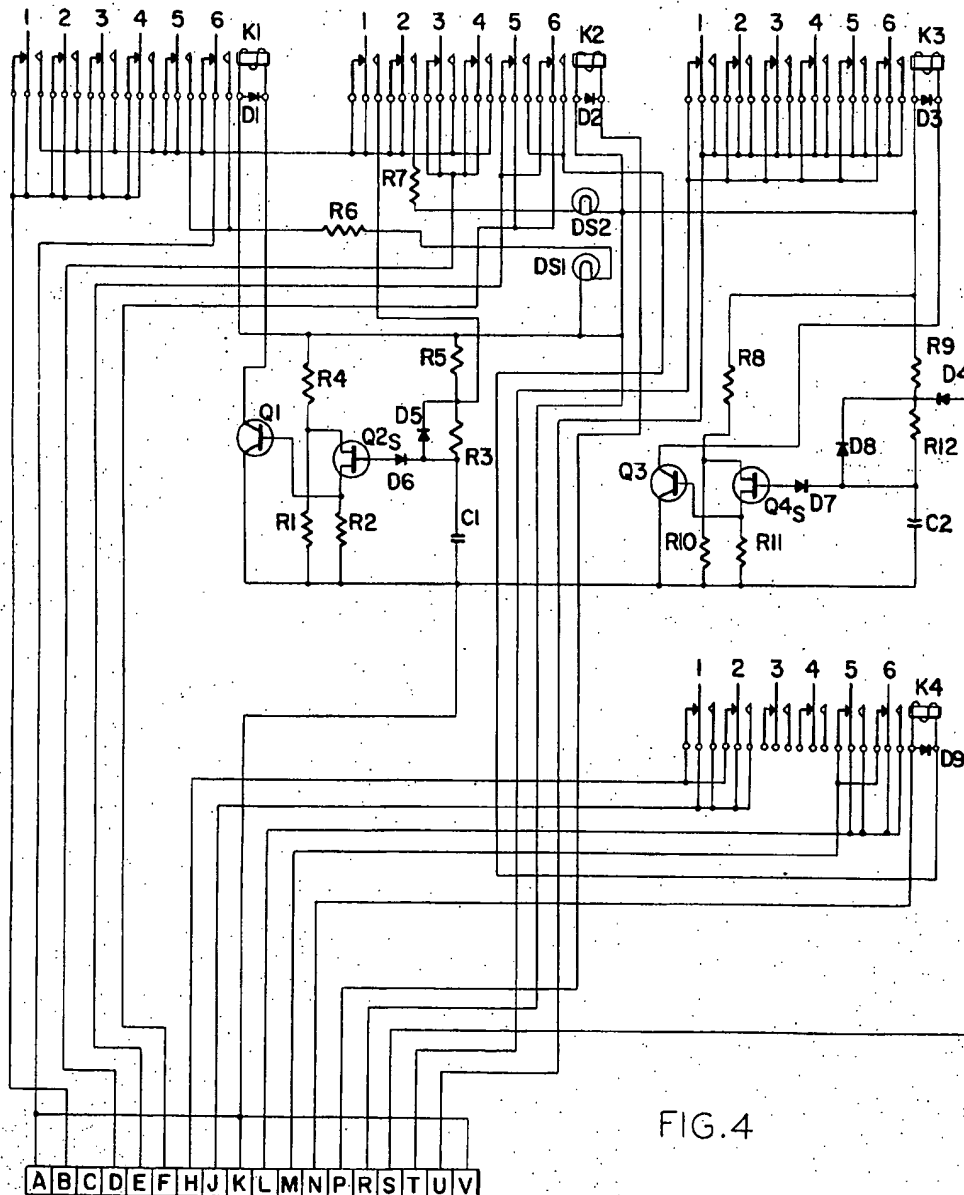 1 2 3 4 5 6 K1
1 2 3 4 5 6 K2
1 2 3 4 5 6 K3
D1
D2
D3
R7
R6
DS2
DS1
R4
R5
R8
R9
D4
Q1
Q2
S
D5
D6
R3
R1
R2
C1
Q3
Q4
S
D8
D7
R12
R10
R11
C2
1 2 3 4 5 6 K4
D9
FIG.4
A B C D E F H J K L M N P R S T U V